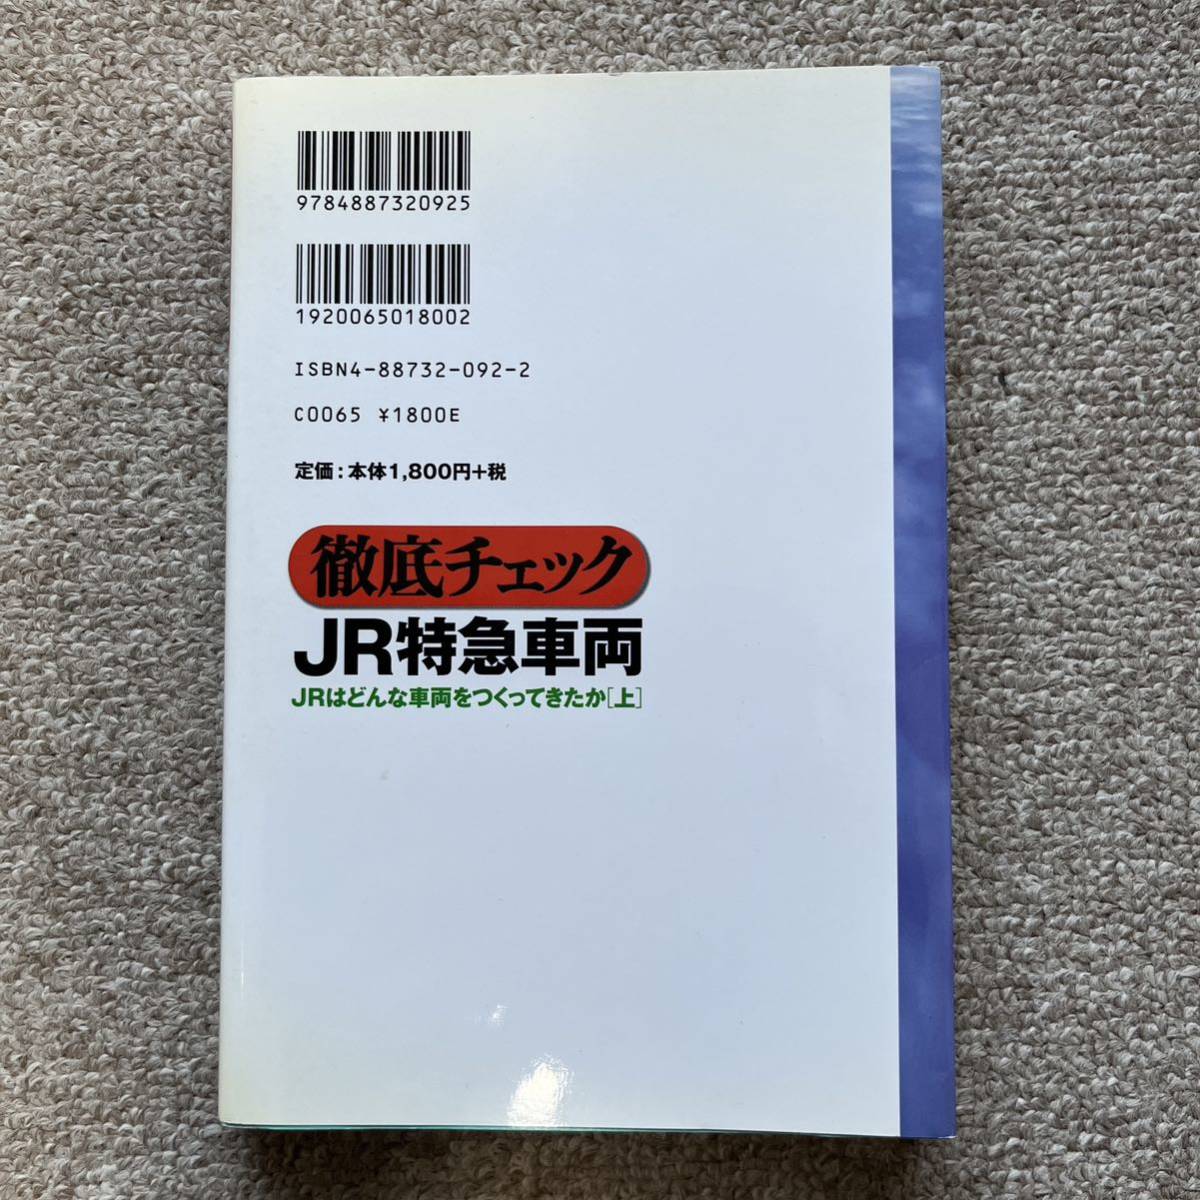 9784887320925
1920065018002
ISBN4-88732-092-2
C0065 ¥1800E
定価：本体1,800円+税
徹底チェック
JR特急車両
JRはどんな車両をつくってきたか[上]